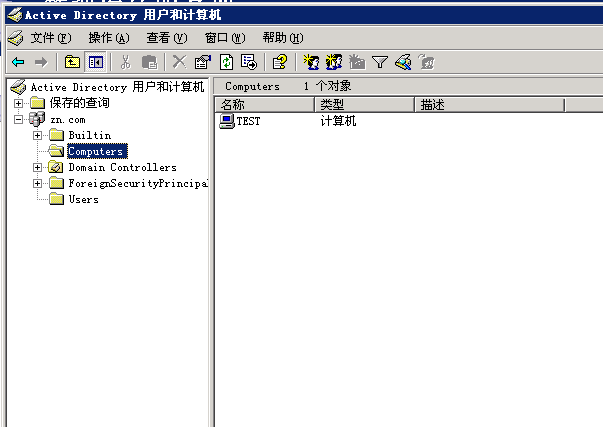 Active Directory 用户和计算机
文件(F) 操作(A) 查看(V) 窗口(W) 帮助(H)
Active Directory 用户和计算机
保存的查询
zn.com
Builtin
Computers
Domain Controllers
ForeignSecurityPrincipal
Users
Computers 1 个对象
名称 类型 描述
TEST 计算机